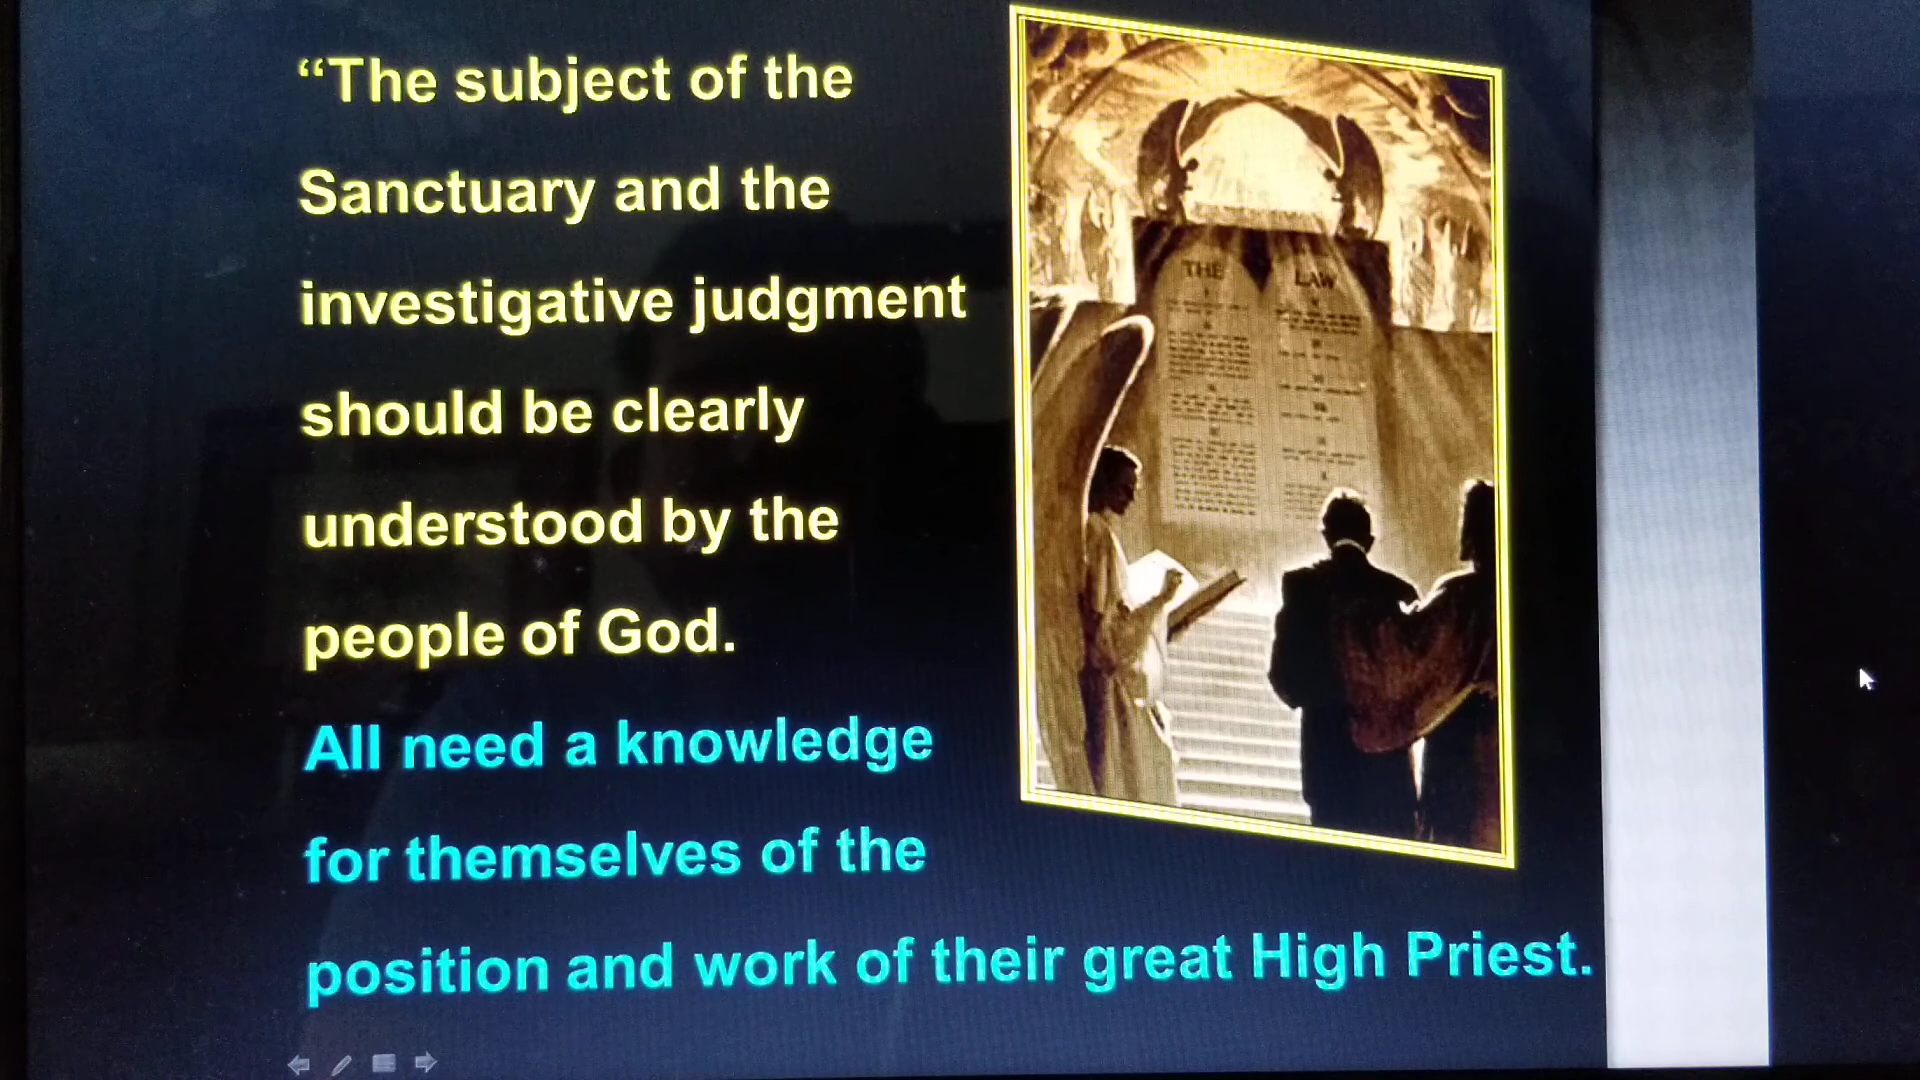 “The subject of the
Sanctuary and the
investigative judgment
should be clearly
understood by the
people of God.
All need a knowledge
for themselves of the
position and work of their great High Priest.
THE LAW